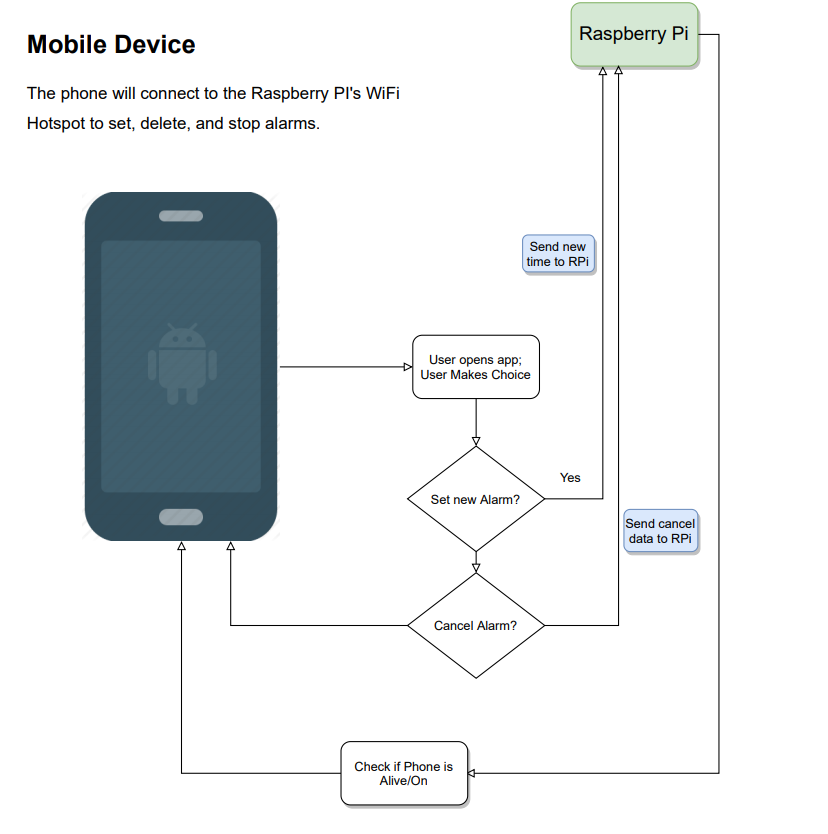 Raspberry Pi
Mobile Device
The phone will connect to the Raspberry PI's WiFi
Hotspot to set, delete, and stop alarms.
Send new
time to RPi
User opens app;
User Makes Choice
Yes
Set new Alarm?
Send cancel
data to RPi
Cancel Alarm?
Check if Phone is
Alive/On